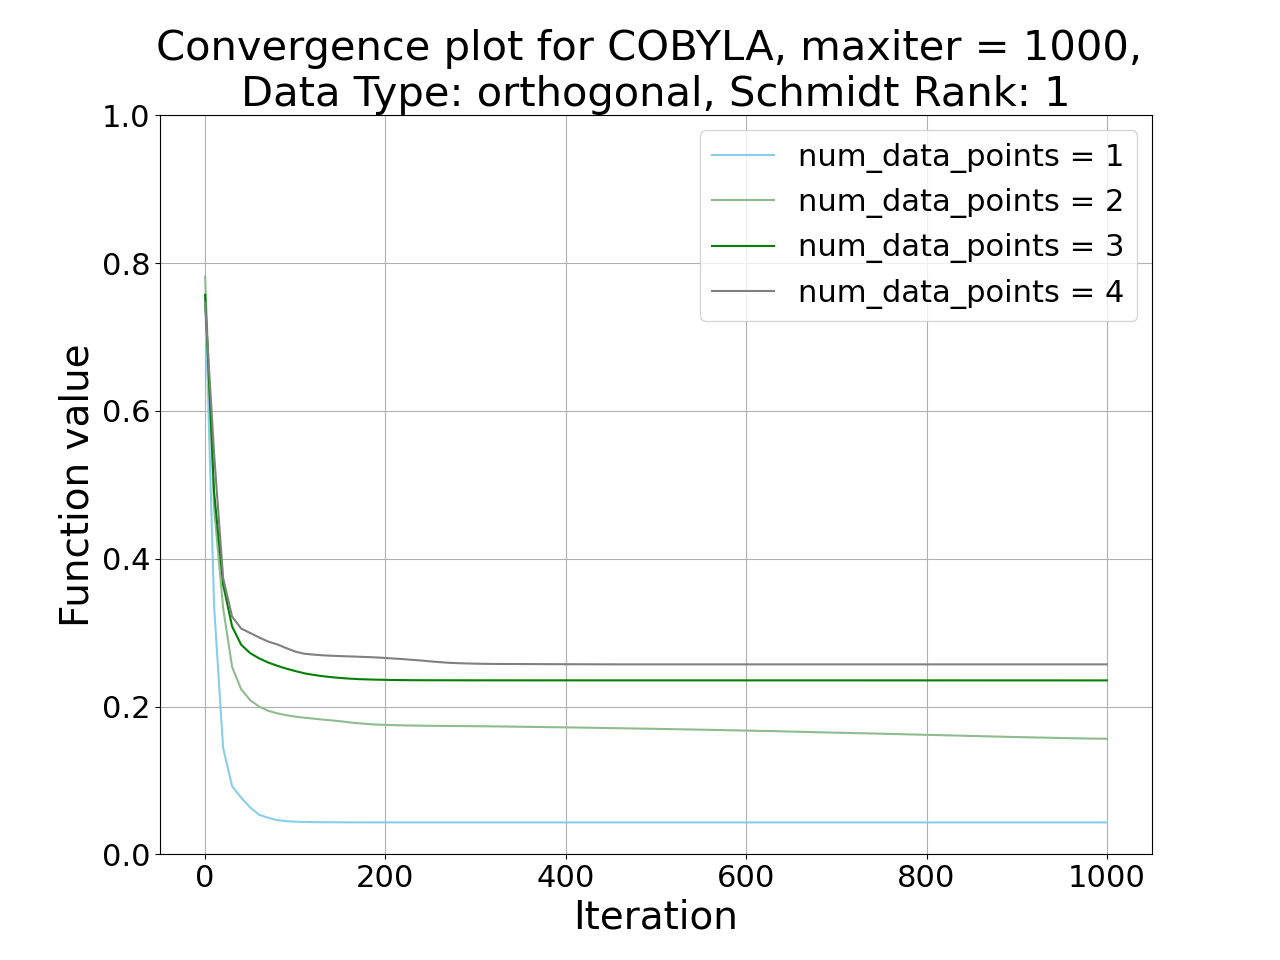 Convergence plot for COBYLA, maxiter = 1000,
Data Type: orthogonal, Schmidt Rank: 1
num_data_points = 1
num_data_points = 2
num_data_points = 3
num_data_points = 4
Function value
1.0
0.8
0.6
0.4
0.2
0.0
0 200 400 600 800 1000
Iteration